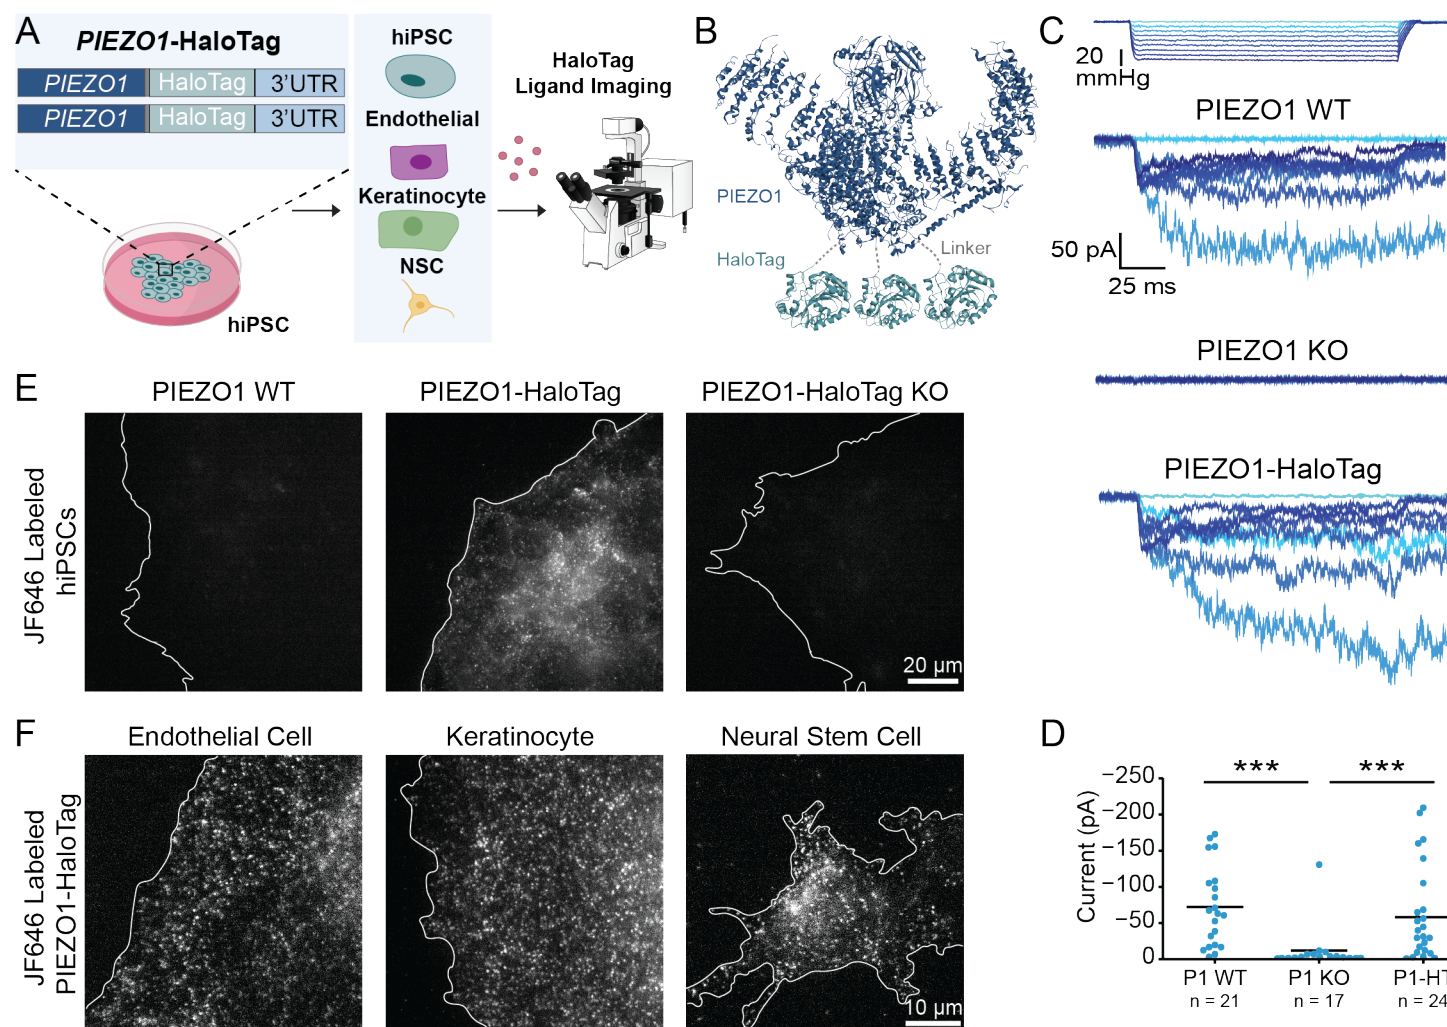 A
PIEZO1-HaloTag
PIEZO1 HaloTag 3'UTR
PIEZO1 HaloTag 3'UTR
hiPSC
hiPSC
Endothelial
Keratinocyte
NSC
HaloTag
Ligand Imaging
B
PIEZO1
HaloTag
Linker
C
20
mmHg
PIEZO1 WT
50 pA
25 ms
PIEZO1 KO
PIEZO1-HaloTag
D
Current (pA)
−250
−200
−150
−100
−50
0
***
***
P1 WT
n = 21
P1 KO
n = 17
P1-HT
n = 24
E
PIEZO1 WT
PIEZO1-HaloTag
PIEZO1-HaloTag KO
JF646 Labeled
hiPSCs
20 µm
F
Endothelial Cell
Keratinocyte
Neural Stem Cell
JF646 Labeled
PIEZO1-HaloTag
10 µm